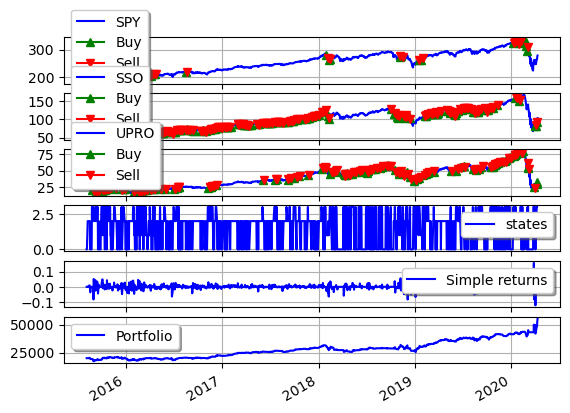 SPY
Buy
Sell
300
200
SSO
Buy
Sell
150
100
50
UPRO
Buy
Sell
75
50
25
states
2.5
0.0
Simple returns
0.1
0.0
−0.1
Portfolio
50000
25000
2016
2017
2018
2019
2020